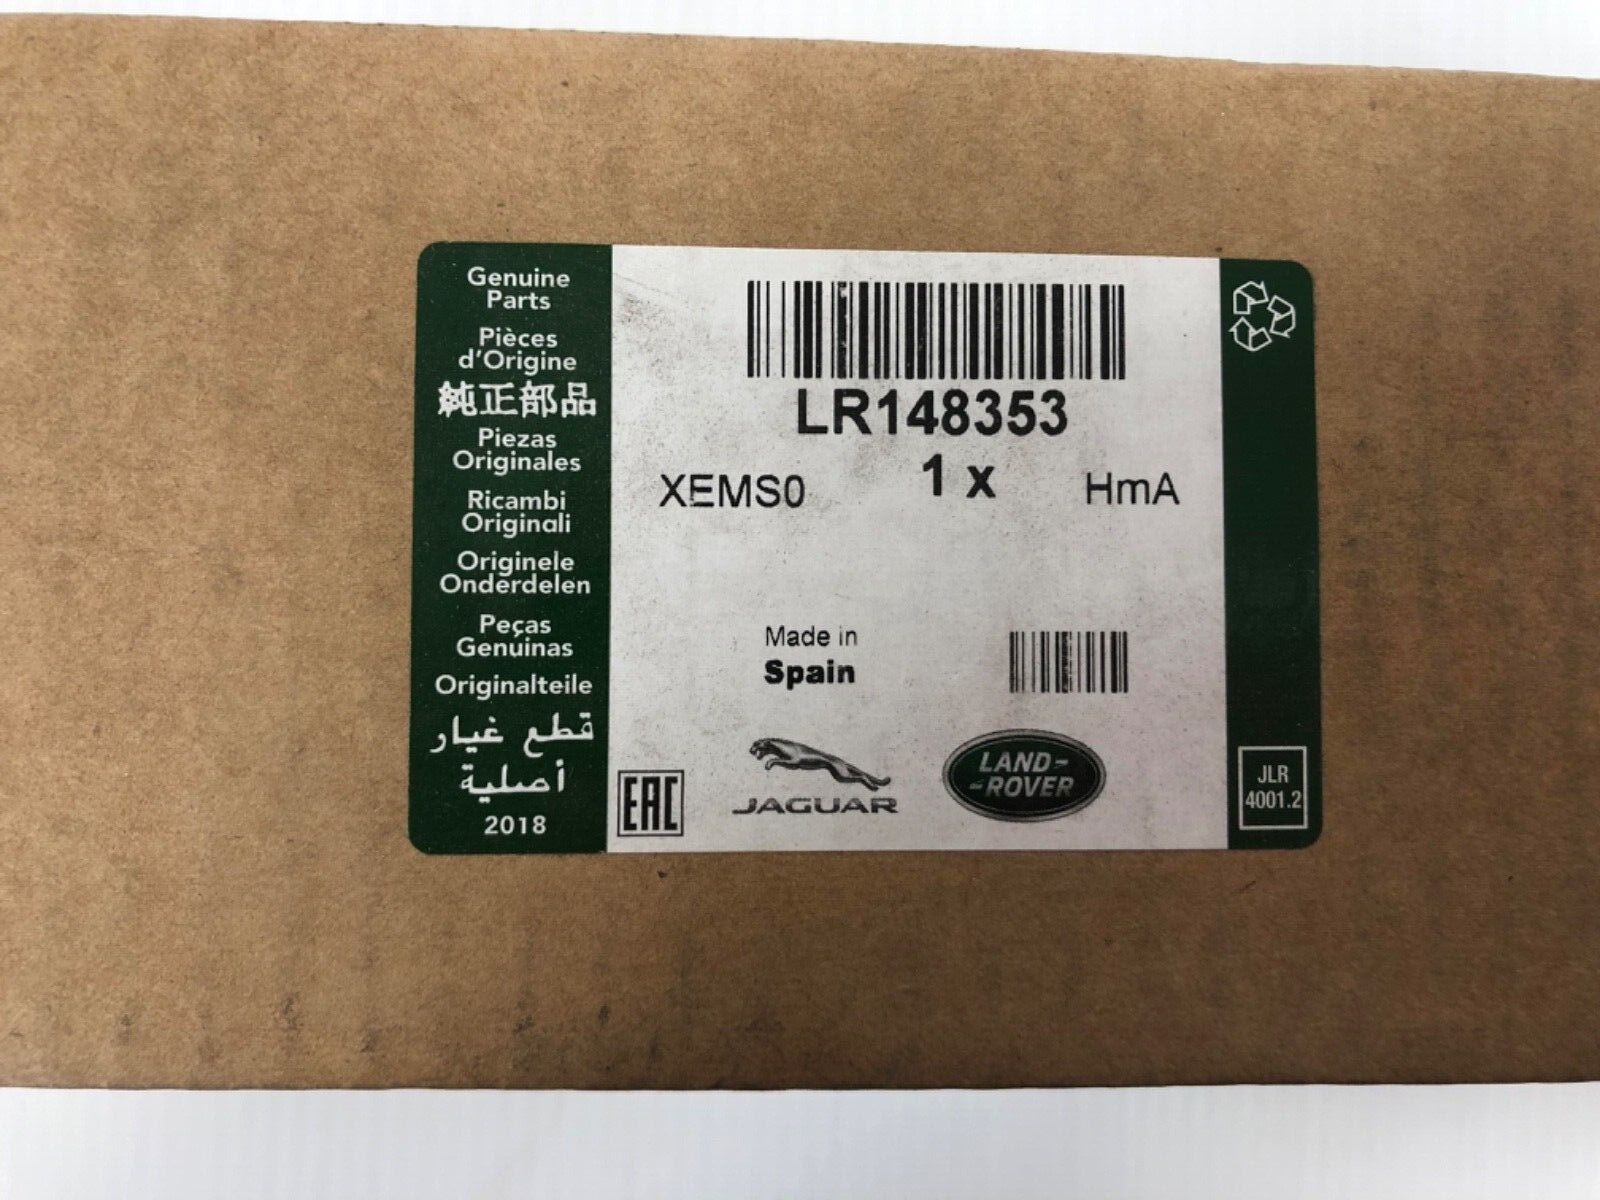 Genuine
Parts
Pièces
d'Origine
純正部品
Piezas
Originales
Ricambi
Originali
Originele
Onderdelen
Peças
Genuinas
Originalteile
قطع غيار
أصلية
2018
LR148353
1 x
XEMS0
HmA
Made in
Spain
EAC
JAGUAR
LAND-
-ROVER
JLR
4001.2